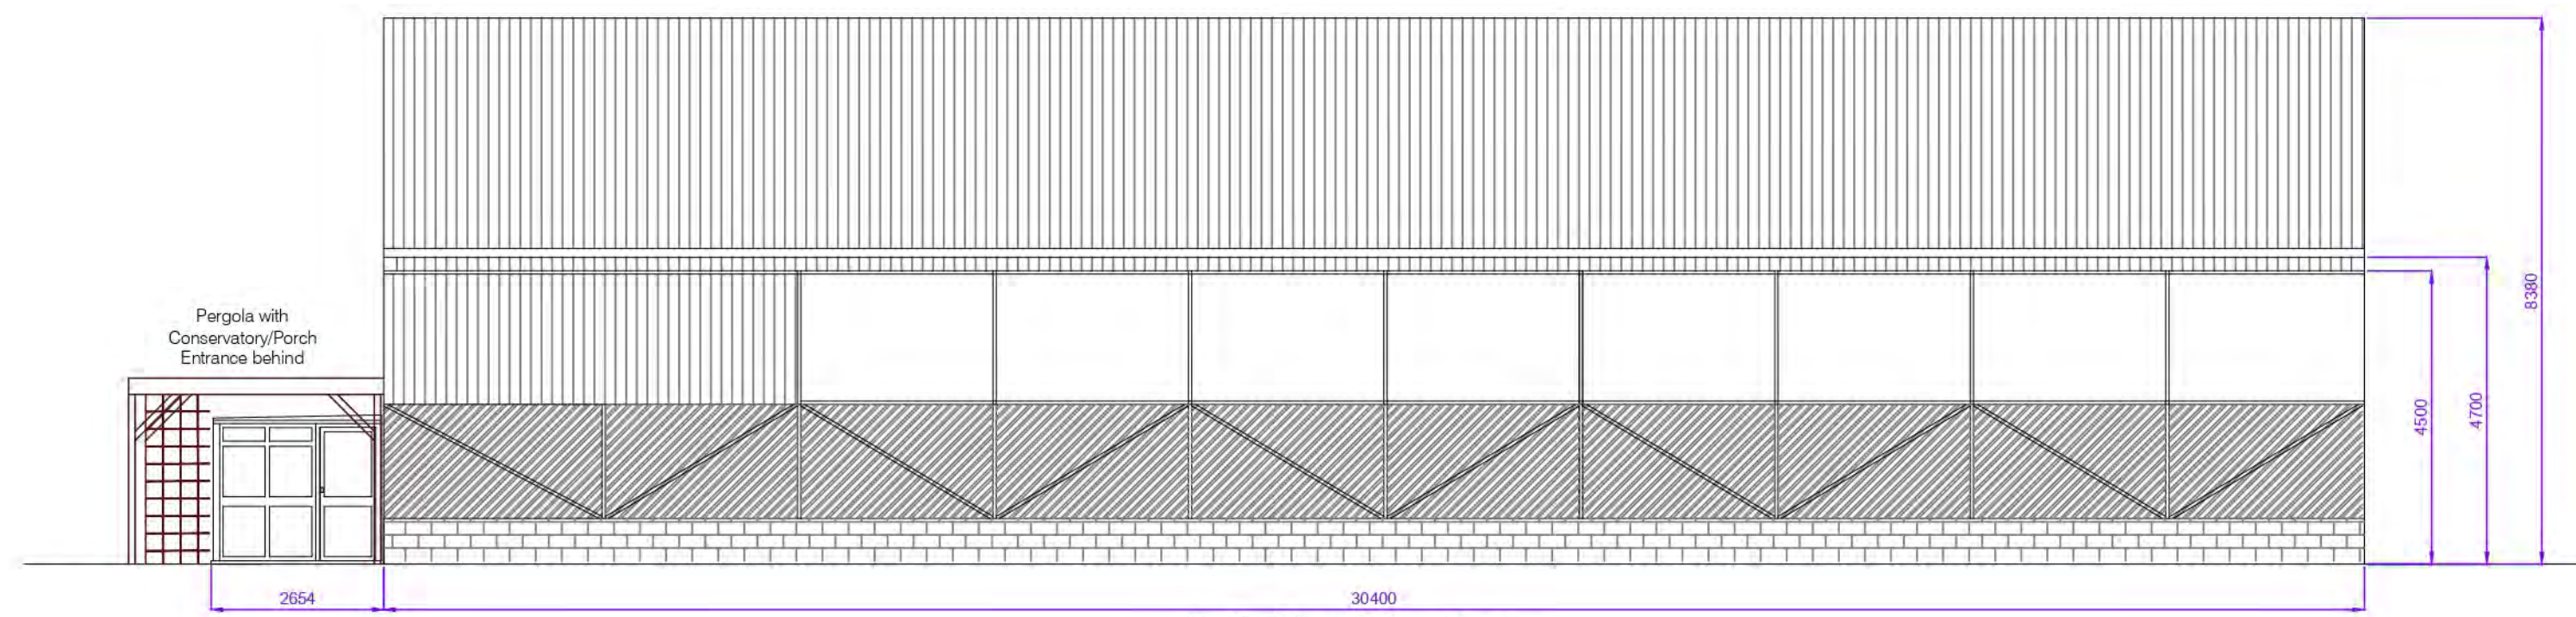 Pergola with
Conservatory/Porch
Entrance behind
2654
30400
4500
4700
8380